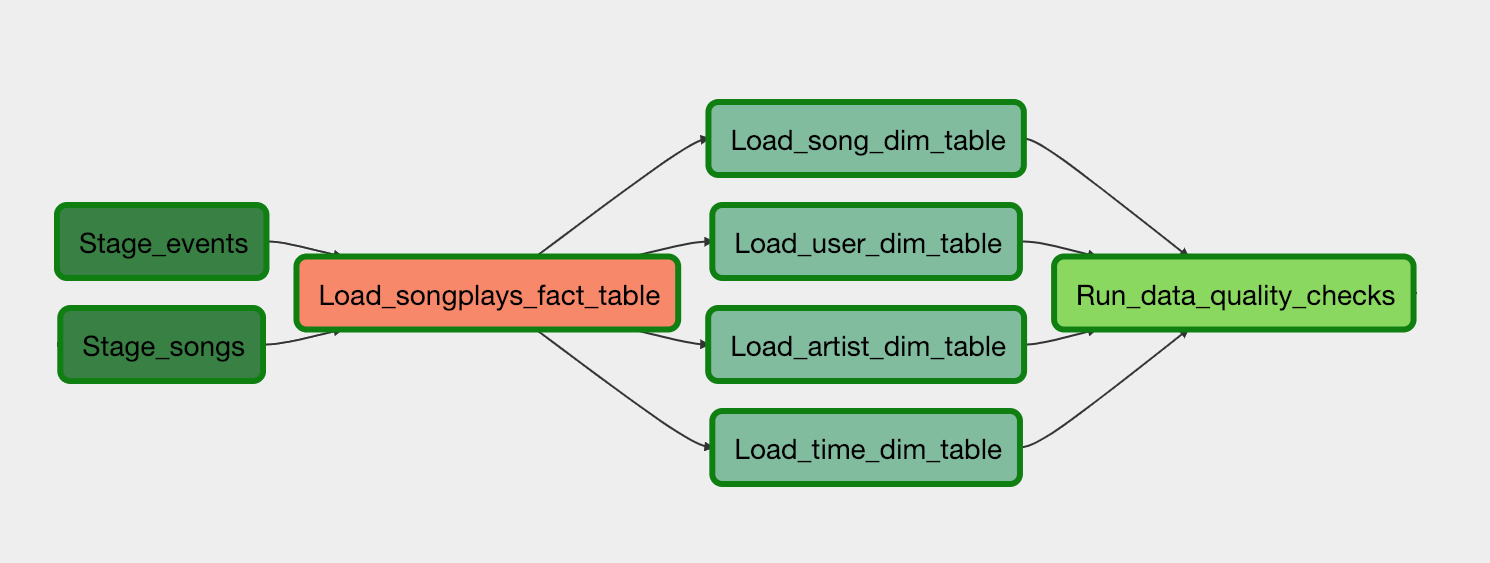 Stage_events
Stage_songs
Load_songplays_fact_table
Load_song_dim_table
Load_user_dim_table
Load_artist_dim_table
Load_time_dim_table
Run_data_quality_checks